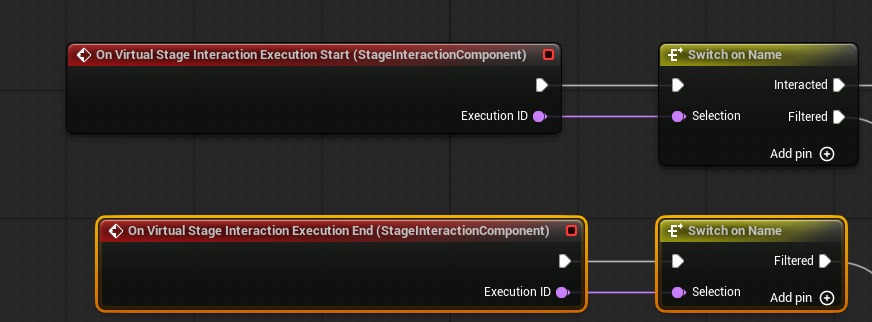 On Virtual Stage Interaction Execution Start (StageInteractionComponent)
Execution ID
Switch on Name
Interacted
Selection
Filtered
Add pin
On Virtual Stage Interaction Execution End (StageInteractionComponent)
Execution ID
Switch on Name
Filtered
Selection
Add pin